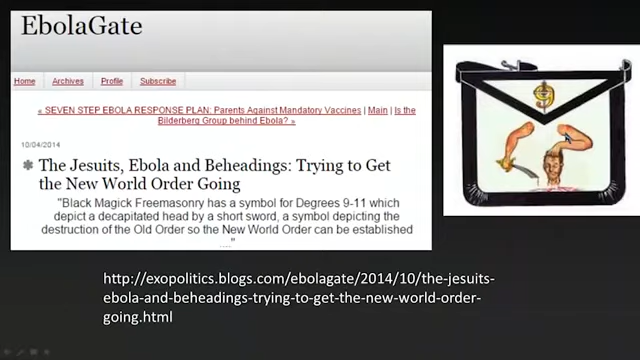 EbolaGate
Home Archives Profile Subscribe
« SEVEN STEP EBOLA RESPONSE PLAN: Parents Against Mandatory Vaccines | Main | Is the
Bilderberg Group behind Ebola? »
10/04/2014
The Jesuits, Ebola and Beheadings: Trying to Get
the New World Order Going
"Black Magick Freemasonry has a symbol for Degrees 9-11 which
depict a decapitated head by a short sword, a symbol depicting the
destruction of the Old Order so the New World Order can be established
...."
9
http://exopolitics.blogs.com/ebolagate/2014/10/the-jesuits-
ebola-and-beheadings-trying-to-get-the-new-world-order-
going.html